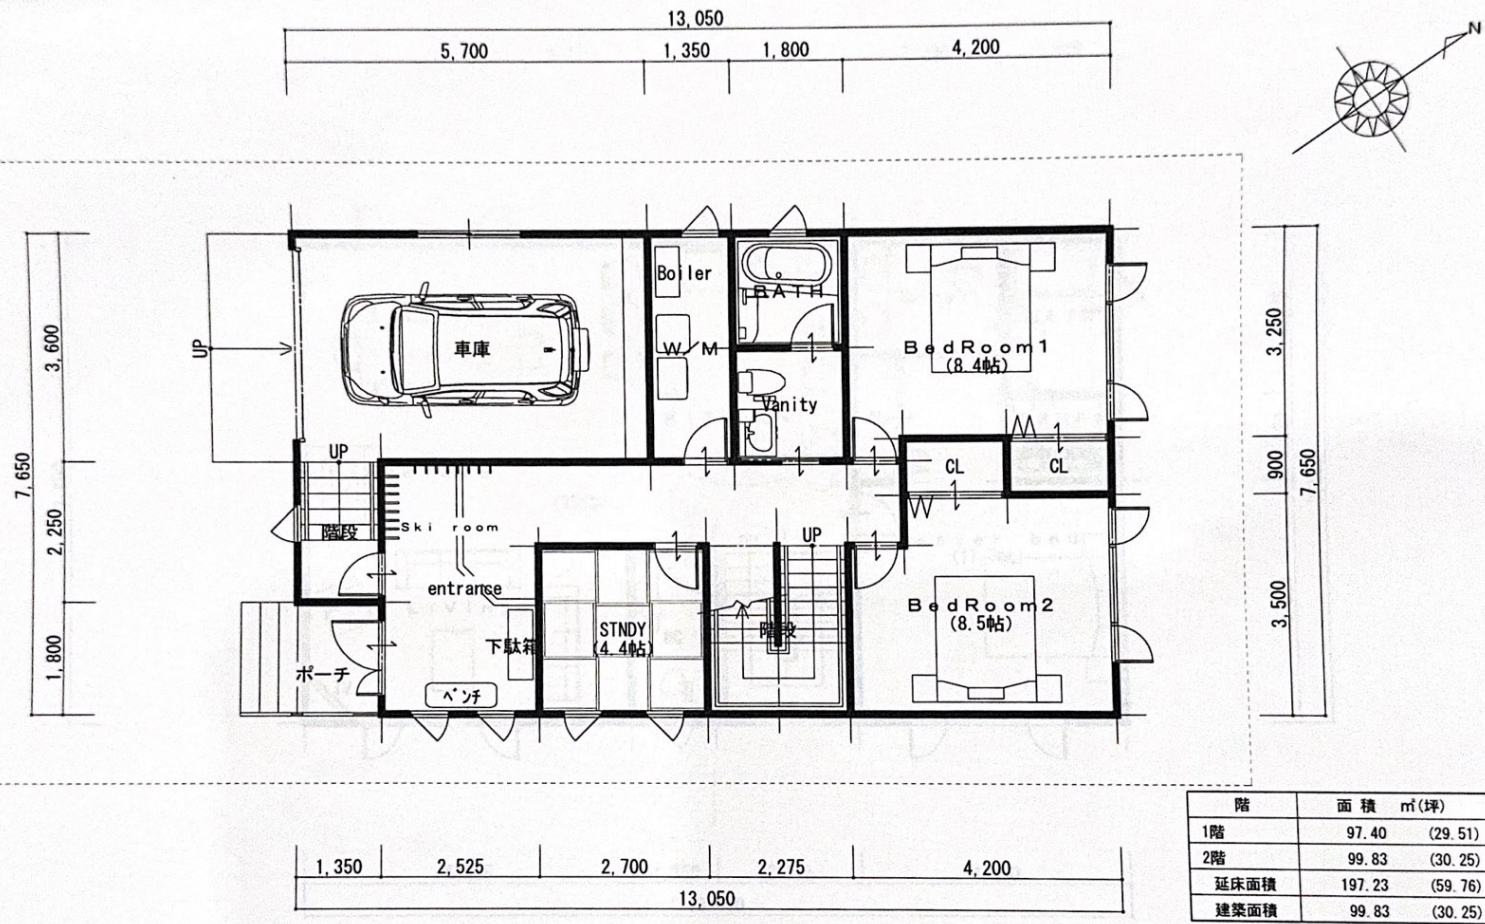 13,050
5,700
1,350
1,800
4,200
N
UP
車庫
Boiler
W／M
BATH
Vanity
BedRoom1
(8.4帖)
CL
CL
UP
階段
Ski room
entrance
下駄箱
ベンチ
ポーチ
STNDY
(4.4帖)
UP
階段
BedRoom2
(8.5帖)
7,650
3,600
2,250
1,800
3,250
900
3,500
7,650
1,350
2,525
2,700
2,275
4,200
13,050
階 面 積 ㎡(坪)
1階 97.40 (29.51)
2階 99.83 (30.25)
延床面積 197.23 (59.76)
建築面積 99.83 (30.25)